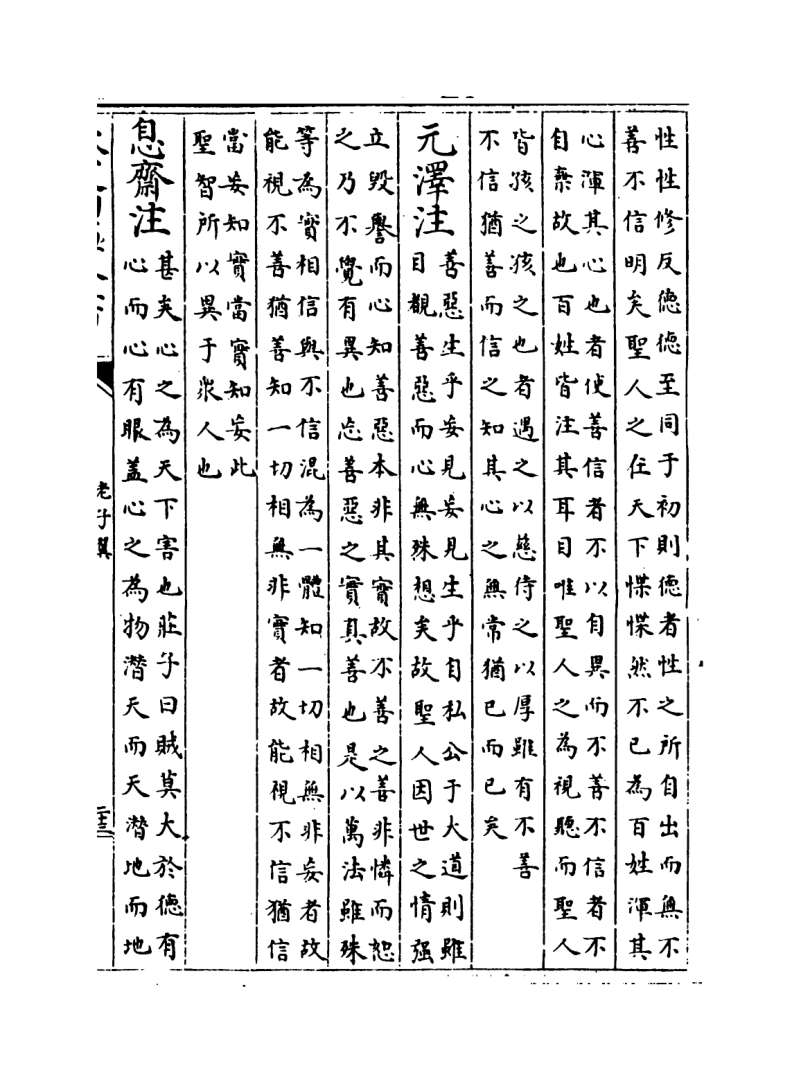 性性修反德德至同于初則德者性之所自出而無不
善不信明矣聖人之住天下惵惵然不已為百姓渾其
心渾其心也者使善信者不以自異而不善不信者不
自棄故也百姓皆注其耳目唯聖人之為視聽而聖人
皆孩之孩之也者遇之以慈待之以厚雖有不善
不信猶善而信之知其心之無常猶已而已矣
元澤注
善惡生乎妄見妄見生乎自私公于大道則雖
目觀善惡而心無殊想矣故聖人因世之情强
立毀譽而心知善惡本非其實故不善之善非憐而恕
之乃不覺有異也忘善惡之實真善也是以萬法雖殊
等為實相信與不信混為一體知一切相無非妄者故
能視不善猶善知一切相無非實者故能視不信猶信
當妄知實當實知妄此
聖智所以異于衆人也
息齋注
甚矣心之為天下害也莊子曰賊莫大於德有
心而心有眼蓋心之為物潛天而天潛地而地
老子翼
二十三